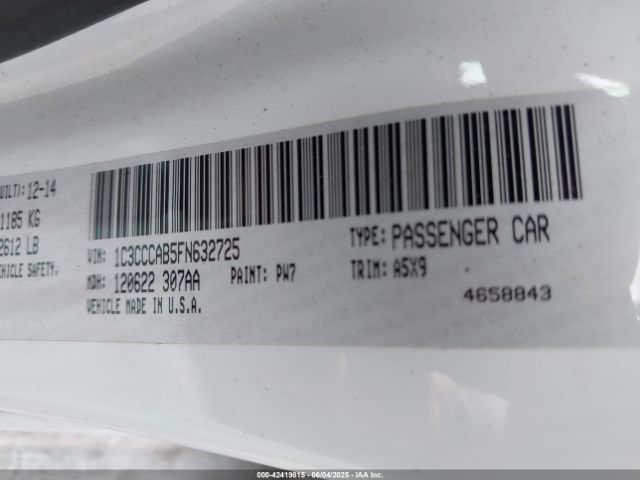 UILT): 12-14
1185 KG
2612 LB
EHICLE SAFETY.
VIN: 1C3CCCAB5FN632725
TYPE: PASSENGER CAR
MDH: 120622 307AA
PAINT: PW7
TRIM: A5X9
VEHICLE MADE IN U.S.A.
4658843
000-42419815 - 06/04/2025 - IAA Inc.